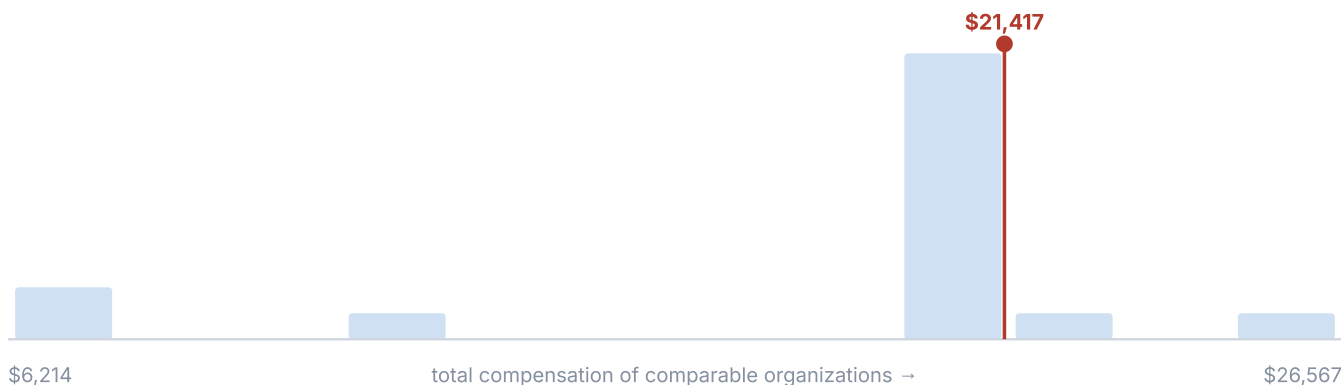 $21,417
$6,214 total compensation of comparable organizations → $26,567